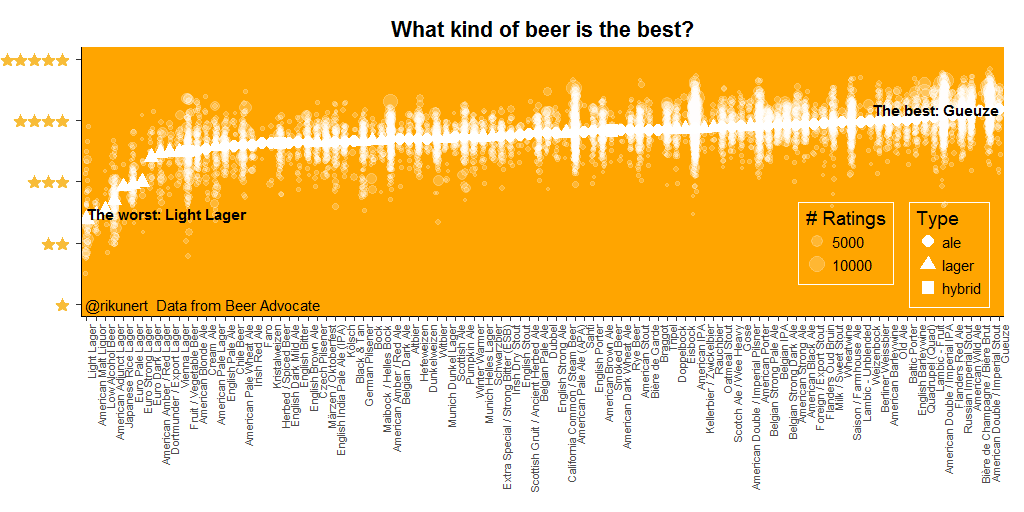 What kind of beer is the best?
The best: Gueuze
The worst: Light Lager
# Ratings
5000
10000
Type
ale
lager
hybrid
@rikunert Data from Beer Advocate
Light Lager
American Malt Liquor
Low Alcohol Beer
American Adjunct Lager
Japanese Rice Lager
Euro Pale Lager
Euro Strong Lager
Euro Dark Lager
American Amber / Red Lager
Dortmunder / Export Lager
Happoshu
Fruit / Vegetable Beer
American Blonde Ale
Cream Ale
American Pale Lager
English Pale Ale
Chile Beer
American Pale Wheat Ale
Irish Red Ale
Faro
Kristalweizen
Herbed / Spiced Beer
English Dark Mild Ale
English Bitter
English Brown Ale
Czech Pilsener
Märzen / Oktoberfest
English India Pale Ale (IPA)
Kölsch
Black & Tan
German Pilsener
Maibock / Helles Bock
American Amber / Red Ale
Belgian Dark Ale
Altbier
Hefeweizen
Dunkelweizen
Witbier
Munich Dunkel Lager
Scottish Ale
Pumpkin Ale
Winter Warmer
Munich Helles Lager
Schwarzbier
Extra Special / Strong Bitter (ESB)
Irish Dry Stout
English Stout
Scottish Gruit / Ancient Herbed Ale
Belgian Pale Ale
Dubbel
English Strong Ale
California Common / Steam Beer
American Pale Ale (APA)
Sahti
English Porter
American Brown Ale
Smoked Beer
American Dark Wheat Ale
Rye Beer
American Stout
Bière de Garde
Braggot
Bock
Doppelbock
Eisbock
American IPA
Kellerbier / Zwickelbier
Rauchbier
Oatmeal Stout
Scotch Ale / Wee Heavy
Gose
American Double / Imperial Pilsner
American Porter
Belgian Strong Pale Ale
Belgian IPA
Belgian Strong Dark Ale
American Strong Ale
American Black Ale
Foreign / Export Stout
Flanders Oud Bruin
Milk / Sweet Stout
Wheatwine
Saison / Farmhouse Ale
Lambic - Unblended
Weizenbock
Berliner Weissbier
American Barleywine
Old Ale
Baltic Porter
English Barleywine
Quadrupel (Quad)
Lambic - Fruit
American Double / Imperial IPA
Flanders Red Ale
Russian Imperial Stout
American Wild Ale
Bière de Champagne / Bière Brut
American Double / Imperial Stout
Gueuze